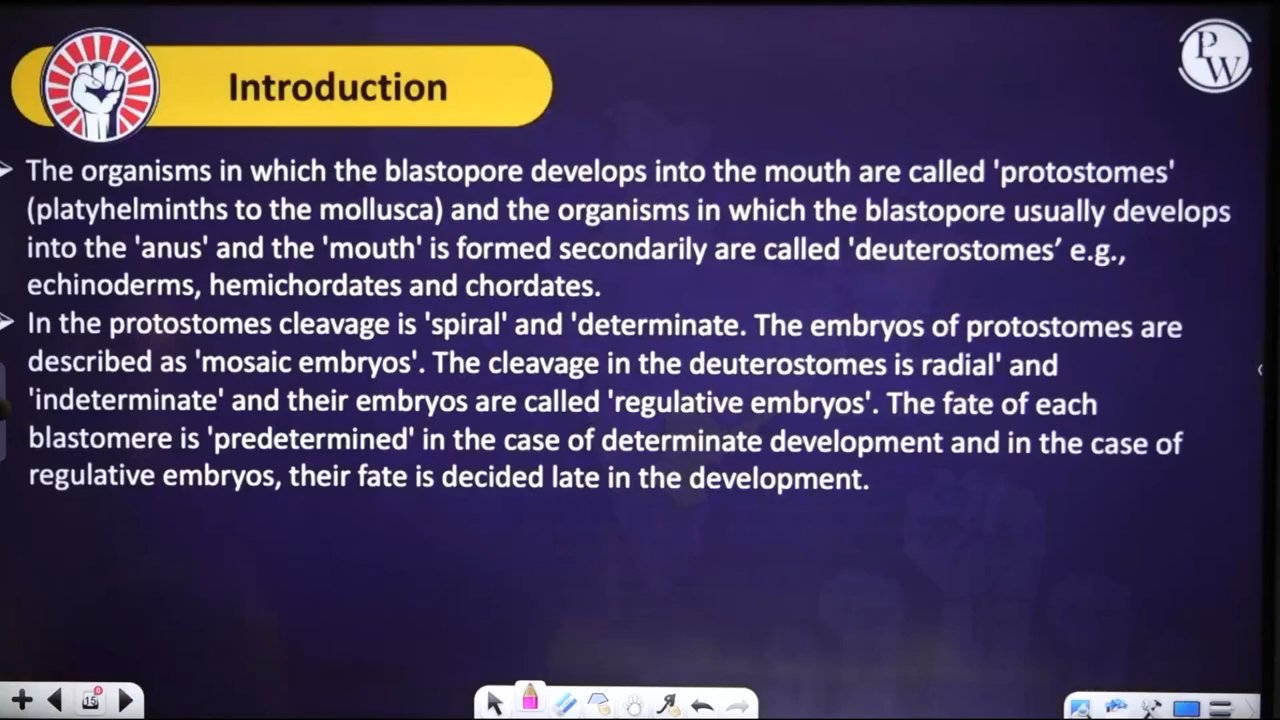 PW
Introduction
The organisms in which the blastopore develops into the mouth are called 'protostomes'
(platyhelminths to the mollusca) and the organisms in which the blastopore usually develops
into the 'anus' and the 'mouth' is formed secondarily are called 'deuterostomes’ e.g.,
echinoderms, hemichordates and chordates.
In the protostomes cleavage is 'spiral' and 'determinate. The embryos of protostomes are
described as 'mosaic embryos'. The cleavage in the deuterostomes is radial' and
'indeterminate' and their embryos are called 'regulative embryos'. The fate of each
blastomere is 'predetermined' in the case of determinate development and in the case of
regulative embryos, their fate is decided late in the development.
15